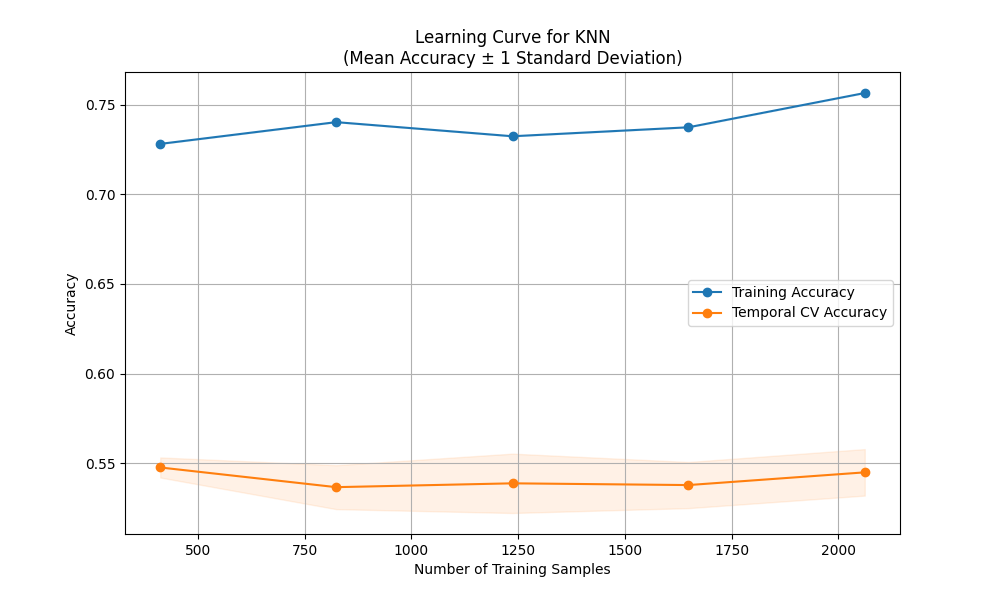 Learning Curve for KNN
(Mean Accuracy ± 1 Standard Deviation)
Accuracy
0.75
0.70
0.65
0.60
0.55
Training Accuracy
Temporal CV Accuracy
500 750 1000 1250 1500 1750 2000
Number of Training Samples